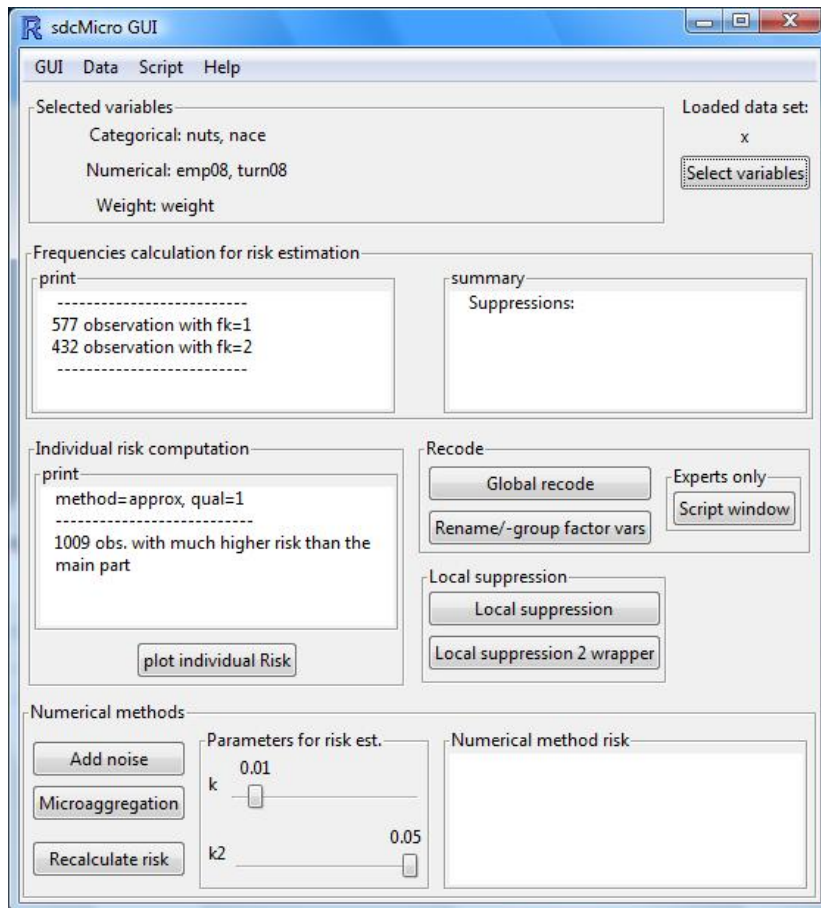 sdcMicro GUI
GUI Data Script Help
Selected variables
Categorical: nuts, nace
Numerical: emp08, turn08
Weight: weight
Loaded data set:
x
Select variables
Frequencies calculation for risk estimation
print
--------------------------
577 observation with fk=1
432 observation with fk=2
--------------------------
summary
Suppressions:
Individual risk computation
print
method=approx, qual=1
---------------------------
1009 obs. with much higher risk than the
main part
plot individual Risk
Recode
Global recode
Rename/-group factor vars
Experts only
Script window
Local suppression
Local suppression
Local suppression 2 wrapper
Numerical methods
Add noise
Microaggregation
Recalculate risk
Parameters for risk est.
0.01
k
0.05
k2
Numerical method risk